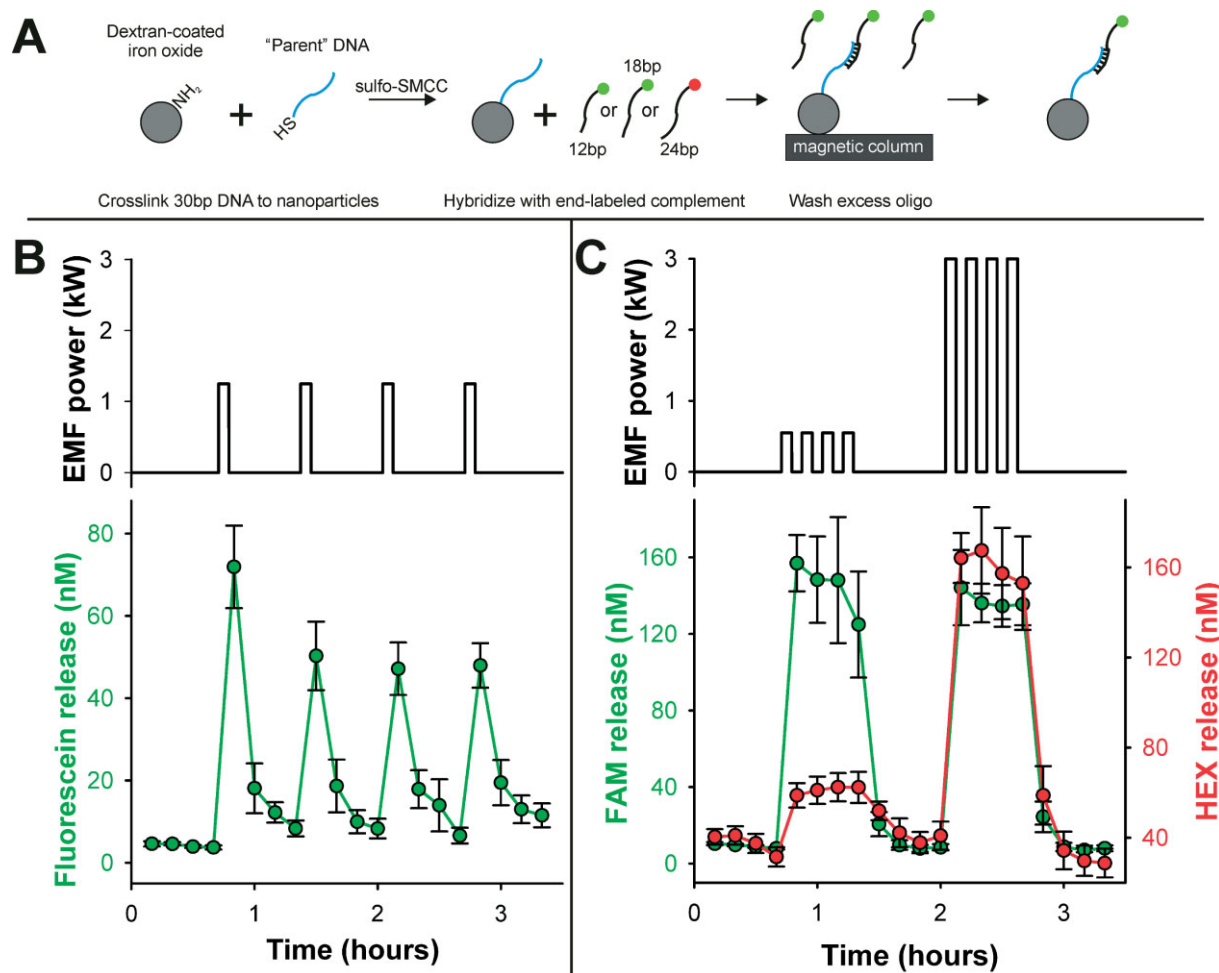 A
Dextran-coated
iron oxide
“Parent” DNA
NH₂
+
HS
sulfo-SMCC
+
18bp
or
or
12bp
24bp
magnetic column
Crosslink 30bp DNA to nanoparticles
Hybridize with end-labeled complement
Wash excess oligo
B
EMF power (kW)
3
2
1
0
Fluorescein release (nM)
80
60
40
20
0
0
1
2
3
Time (hours)
C
EMF power (kW)
3
2
1
0
FAM release (nM)
160
120
80
40
0
HEX release (nM)
160
120
80
40
0
1
2
3
Time (hours)